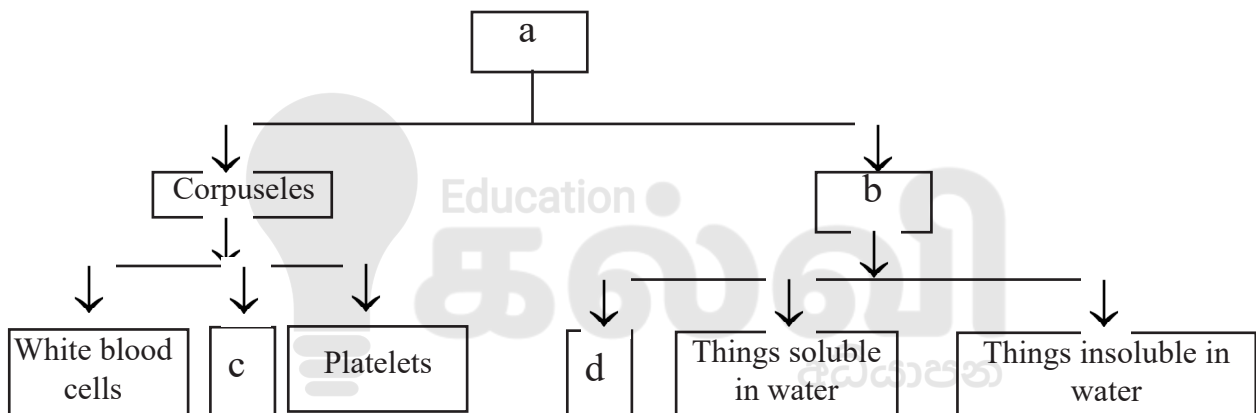 a
Corpuseles
b
Education
கல்வி
අධ්‍යාපන
White blood
cells
c
Platelets
d
Things soluble
in water
Things insoluble in
water